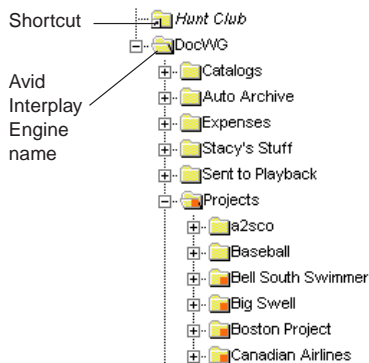 Shortcut
Hunt Club
DocWG
Avid
Interplay
Engine
name
Catalogs
Auto Archive
Expenses
Stacy's Stuff
Sent to Playback
Projects
a2sco
Baseball
Bell South Swimmer
Big Swell
Boston Project
Canadian Airlines